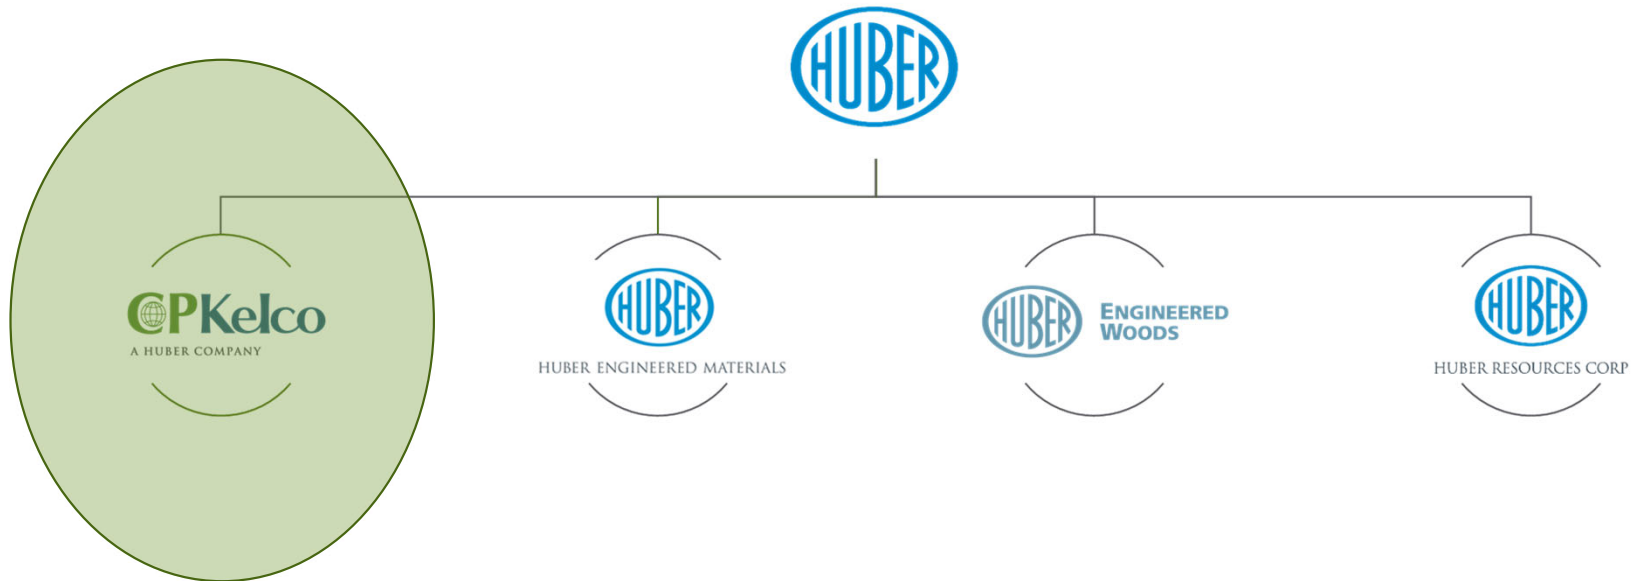 HUBER
CPKelco
A HUBER COMPANY
HUBER
HUBER ENGINEERED MATERIALS
HUBER
ENGINEERED
WOODS
HUBER
HUBER RESOURCES CORP